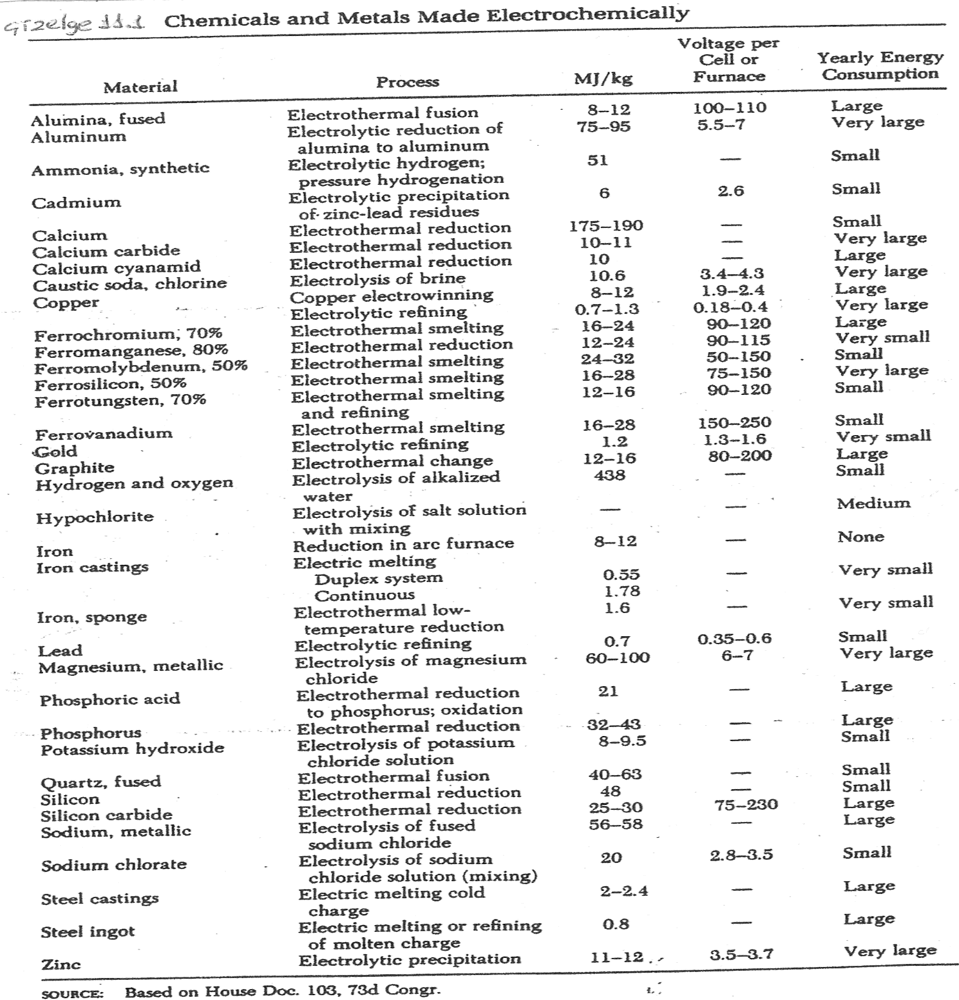 Çizelge 11.1 Chemicals and Metals Made Electrochemically
Voltage per
Cell or Yearly Energy
Material Process MJ/kg Furnace Consumption
Alumina, fused Electrothermal fusion 8–12 100–110 Large
Aluminum Electrolytic reduction of 75–95 5.5–7 Very large
alumina to aluminum
Ammonia, synthetic Electrolytic hydrogen; 51 — Small
pressure hydrogenation
Cadmium Electrolytic precipitation 6 2.6 Small
of zinc-lead residues
Calcium Electrothermal reduction 175–190 — Small
Calcium carbide Electrothermal reduction 10–11 — Very large
Calcium cyanamid Electrothermal reduction 10 — Large
Caustic soda, chlorine Electrolysis of brine 10.6 3.4–4.3 Very large
Copper Copper electrowinning 8–12 1.9–2.4 Large
Electrolytic refining 0.7–1.3 0.18–0.4 Very large
Ferrochromium, 70% Electrothermal smelting 16–24 90–120 Large
Ferromanganese, 80% Electrothermal reduction 12–24 90–115 Very small
Ferromolybdenum, 50% Electrothermal smelting 24–32 50–150 Small
Ferrosilicon, 50% Electrothermal smelting 16–28 75–150 Very large
Ferrotungsten, 70% Electrothermal smelting 12–16 90–120 Small
and refining
Ferrovanadium Electrothermal smelting 16–28 150–250 Small
Gold Electrolytic refining 1.2 1.3–1.6 Very small
Graphite Electrothermal change 12–16 80–200 Large
Hydrogen and oxygen Electrolysis of alkalized 438 — Small
water
Hypochlorite Electrolysis of salt solution — — Medium
with mixing
Iron Reduction in arc furnace 8–12 — None
Iron castings Electric melting
Duplex system 0.55 — Very small
Continuous 1.78
Iron, sponge Electrothermal low- 1.6 — Very small
temperature reduction
Lead Electrolytic refining 0.7 0.35–0.6 Small
Magnesium, metallic Electrolysis of magnesium 60–100 6–7 Very large
chloride
Phosphoric acid Electrothermal reduction 21 — Large
to phosphorus; oxidation
Phosphorus Electrothermal reduction 32–43 — Large
Potassium hydroxide Electrolysis of potassium 8–9.5 — Small
chloride solution
Quartz, fused Electrothermal fusion 40–63 — Small
Silicon Electrothermal reduction 48 — Small
Silicon carbide Electrothermal reduction 25–30 75–230 Large
Sodium, metallic Electrolysis of fused 56–58 — Large
sodium chloride
Sodium chlorate Electrolysis of sodium 20 2.8–3.5 Small
chloride solution (mixing)
Steel castings Electric melting cold 2–2.4 — Large
charge
Steel ingot Electric melting or refining 0.8 — Large
of molten charge
Zinc Electrolytic precipitation 11–12 3.5–3.7 Very large
SOURCE: Based on House Doc. 103, 73d Congr.